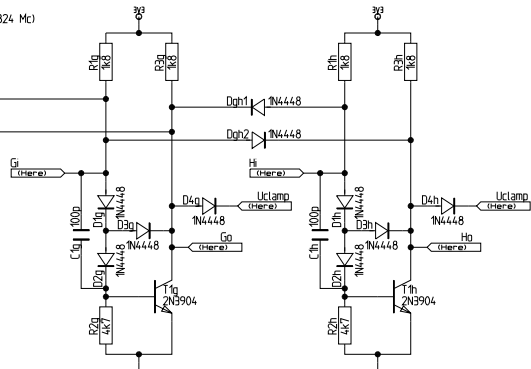 324 Mc)
3V3
3V3
R1g
1k8
R3g
1k8
R1h
1k8
R3h
1k8
Dgh1
1N4448
Dgh2
1N4448
Gi
(Here)
Hi
(Here)
D1g
1N4448
D4g
1N4448
Uclamp
(Here)
D1h
1N4448
D4h
1N4448
Uclamp
(Here)
100p
C1g
D3g
1N4448
100p
C1h
D3h
1N4448
Go
(Here)
Ho
(Here)
D2g
1N4448
D2h
1N4448
T1g
2N3904
T1h
2N3904
R2g
4k7
R2h
4k7